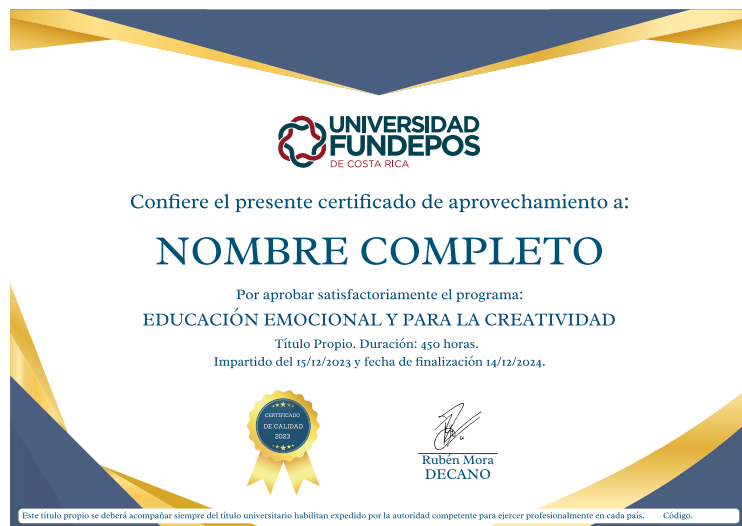 UNIVERSIDAD
FUNDEPOS
DE COSTA RICA
Confiere el presente certificado de aprovechamiento a:
NOMBRE COMPLETO
Por aprobar satisfactoriamente el programa:
EDUCACIÓN EMOCIONAL Y PARA LA CREATIVIDAD
Título Propio. Duración: 450 horas.
Impartido del 15/12/2023 y fecha de finalización 14/12/2024.
CERTIFICADO
DE CALIDAD
2023
Rubén Mora
DECANO
Este título propio se deberá acompañar siempre del título universitario habilitan expedido por la autoridad competente para ejercer profesionalmente en cada país. Código.